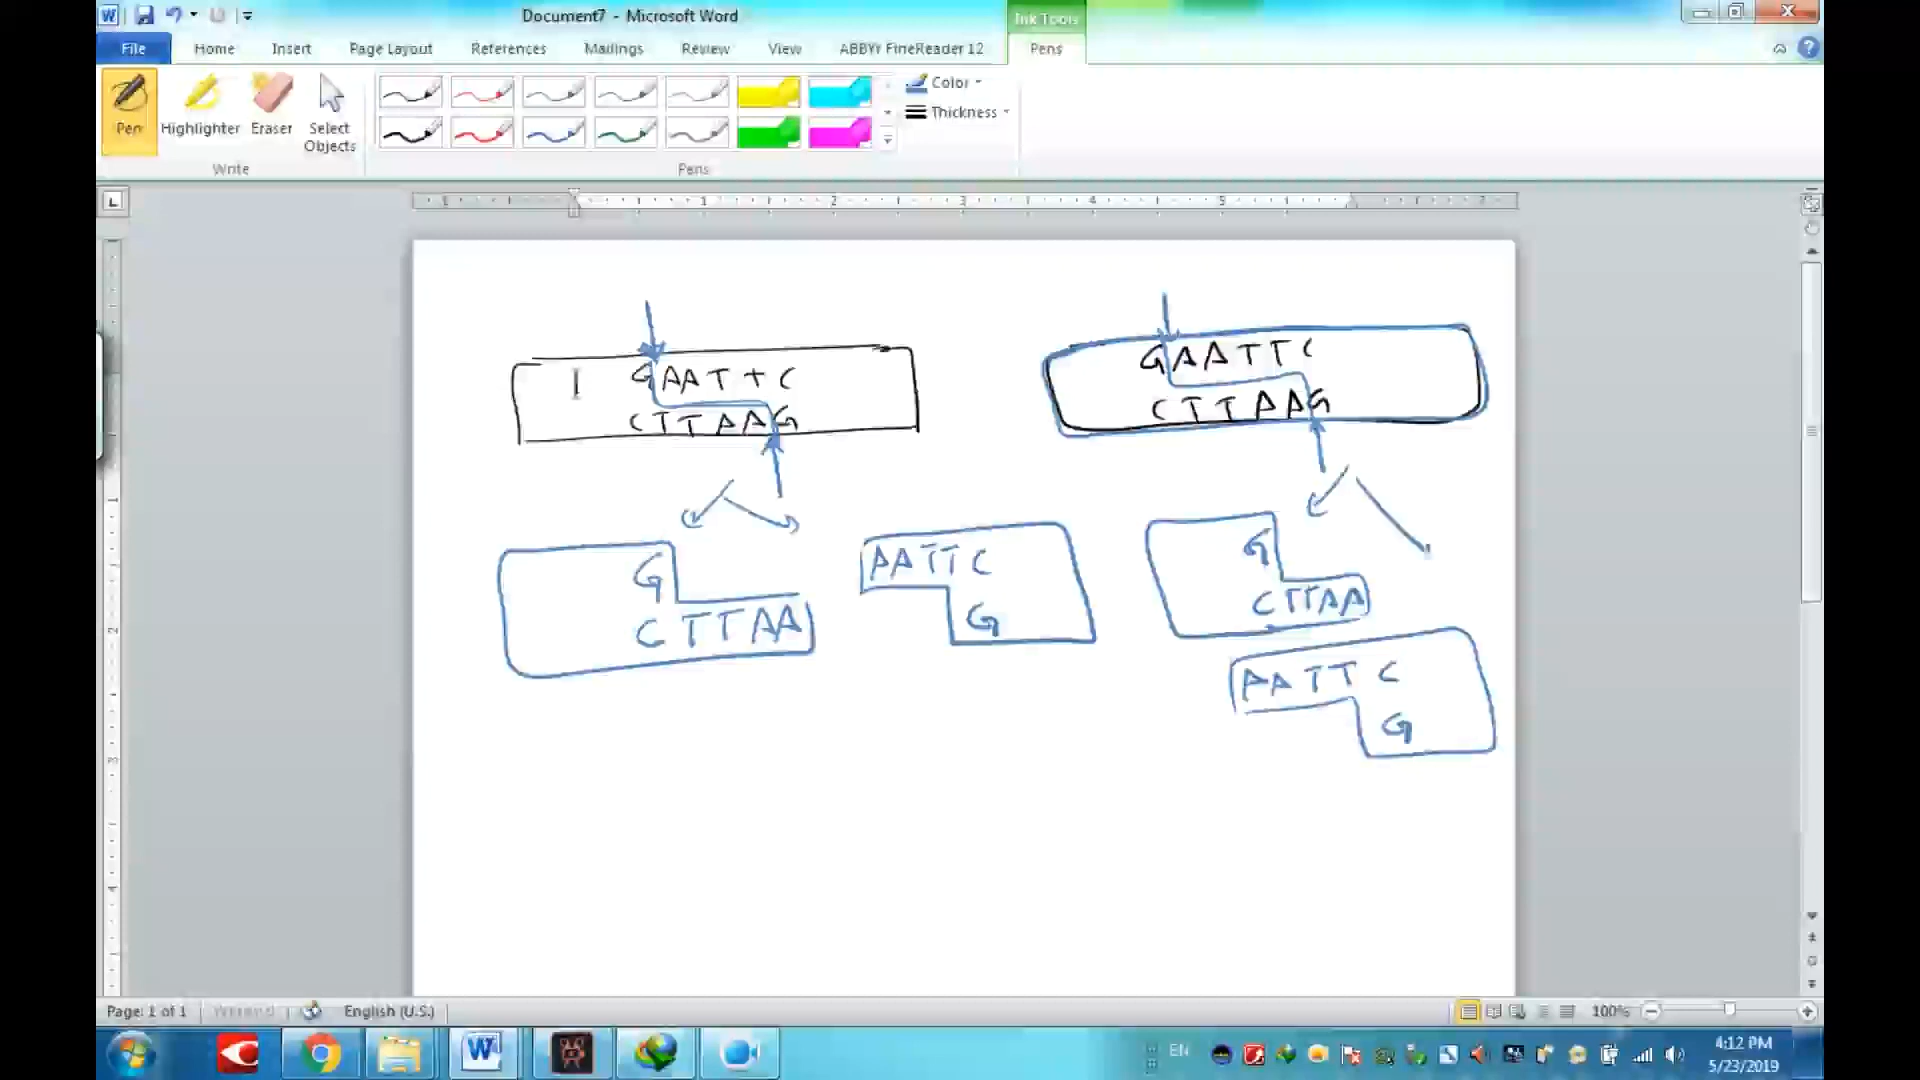 Document7 - Microsoft Word
Ink Tools
File Home Insert Page Layout References Mailings Review View ABBYY FineReader 12 Pens
Pen Highlighter Eraser Select Objects
Color
Thickness
Write
Pens
GAATTC
CTTAAG
GAATTC
CTTAAG
G
CTTAA
AATTC
G
G
CTTAA
AATTC
G
Page: 1 of 1
English (U.S.)
100%
EN
4:12 PM
5/23/2019